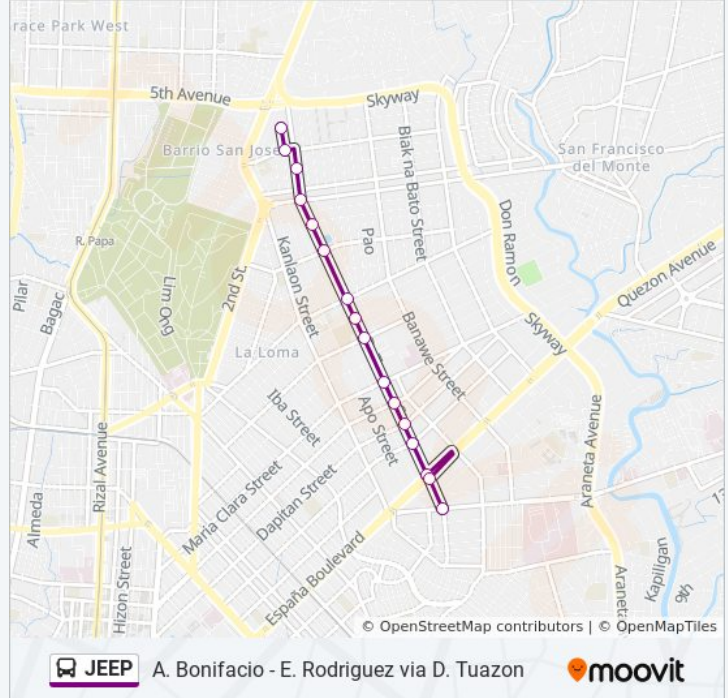 race Park West
5th Avenue
Skyway
Barrio San Jose
Biak na Bato Street
San Francisco
del Monte
R. Papa
Pao
Don Ramon
Kanlaon Street
2nd St.
Lim Ong
Pilar
Bagac
Quezon Avenue
Skyway
Banawe Street
La Loma
Iba Street
Apo Street
Araneta Avenue
Rizal Avenue
Maria Clara Street
Dapitan Street
Almeda
España Boulevard
Hizon Street
Kapiligan
9th
Araneta
13
© OpenStreetMap contributors | © OpenMapTiles
JEEP A. Bonifacio - E. Rodriguez via D. Tuazon moovit